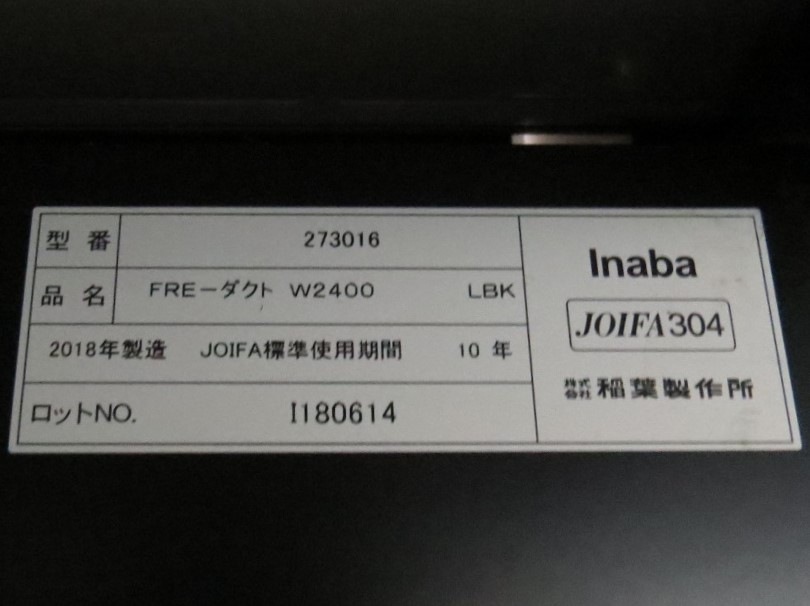 型番 273016
品名 FREーダクト W2400 LBK
2018年製造 JOIFA標準使用期間 10年
ロットNO. I180614
Inaba
JOIFA304
株式会社 稲葉製作所